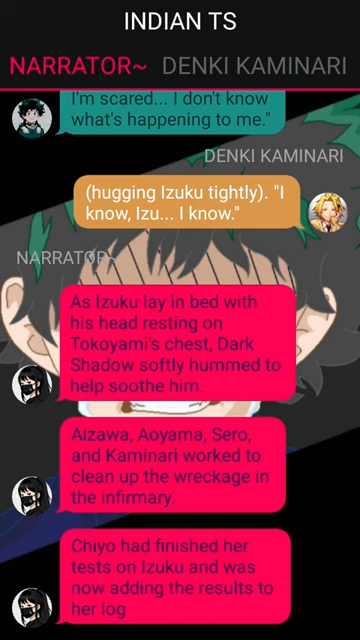 INDIAN TS
NARRATOR~ DENKI KAMINARI
I'm scared... I don't know
what's happening to me."
DENKI KAMINARI
(hugging Izuku tightly). "I
know, Izu... I know."
NARRATOR~
As Izuku lay in bed with
his head resting on
Tokoyami's chest, Dark
Shadow softly hummed to
help soothe him.
Aizawa, Aoyama, Sero,
and Kaminari worked to
clean up the wreckage in
the infirmary.
Chiyo had finished her
tests on Izuku and was
now adding the results to
her log